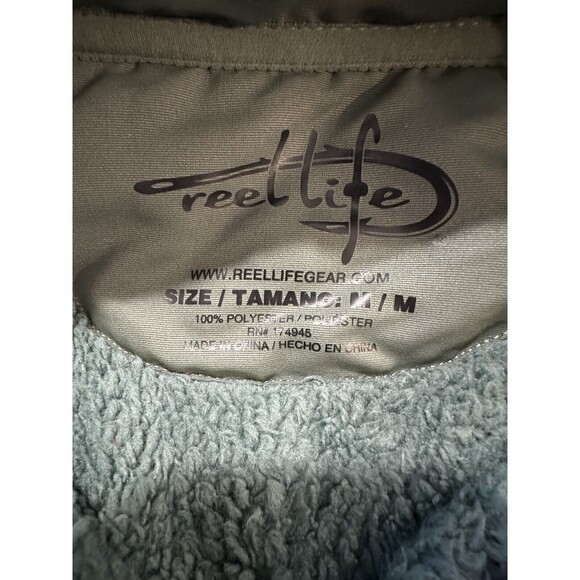 reel life
®
WWW.REELLIFEGEAR.COM
SIZE / TAMANO: M / M
100% POLYESTER / POLIESTER
RN# 174945
MADE IN CHINA / HECHO EN CHINA